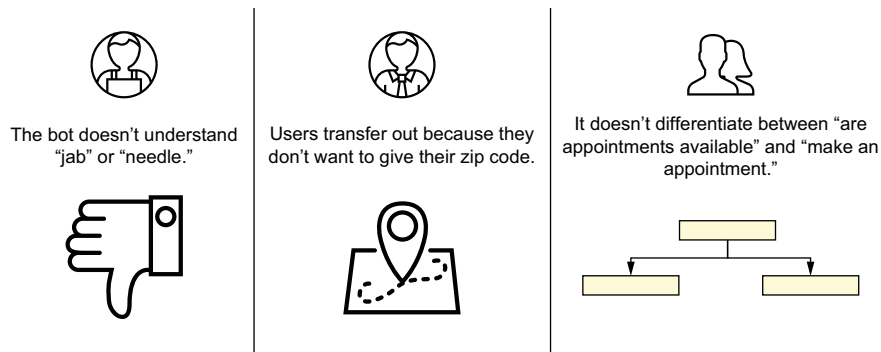 The bot doesn’t understand
“jab” or “needle.”
Users transfer out because they
don’t want to give their zip code.
It doesn’t differentiate between “are
appointments available” and “make an
appointment.”